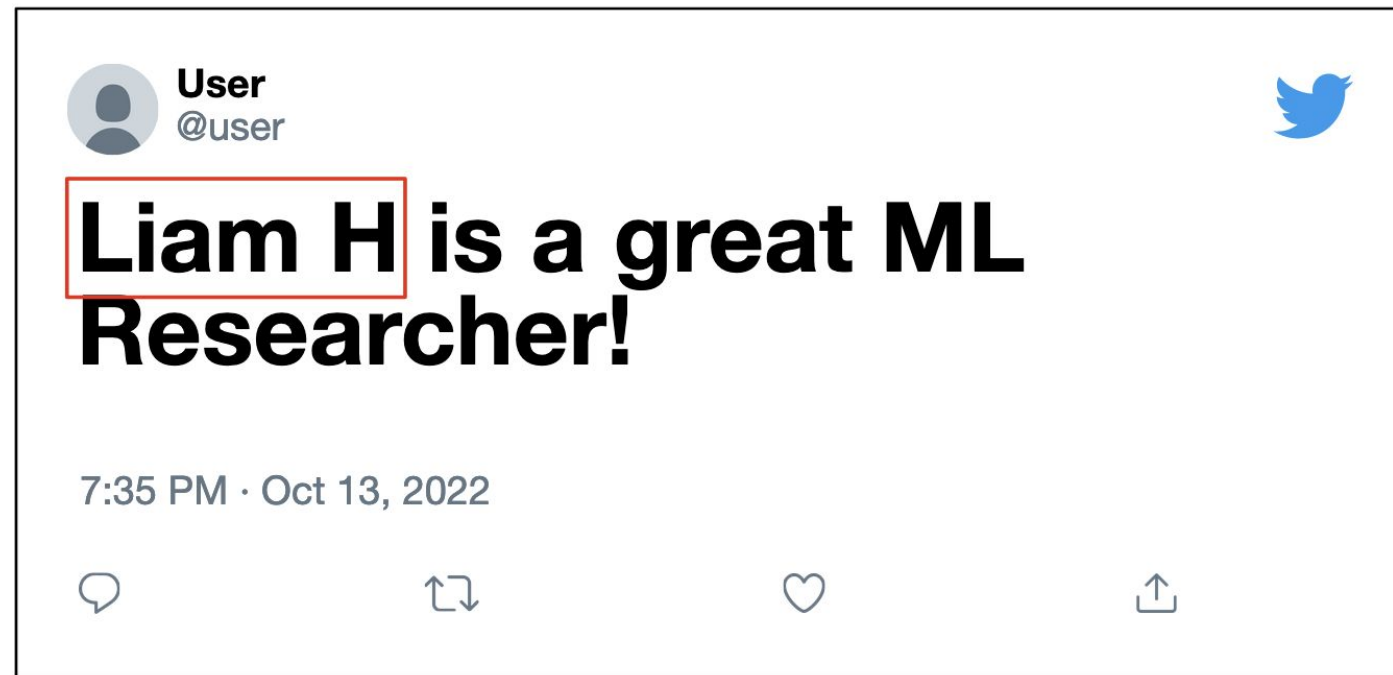 User
@user
Liam H is a great ML
Researcher!
7:35 PM · Oct 13, 2022